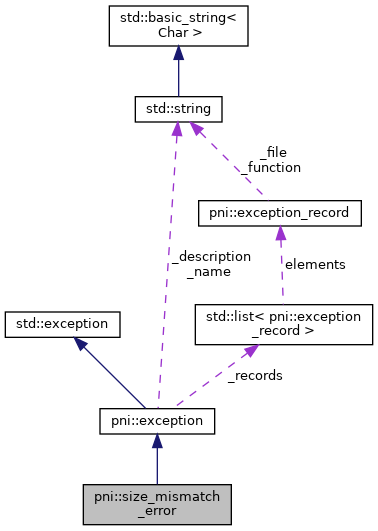 std::basic_string<
Char >
std::string
_file
_function
pni::exception_record
_description
_name
elements
std::exception
std::list< pni::exception
_record >
_records
pni::exception
pni::size_mismatch
_error